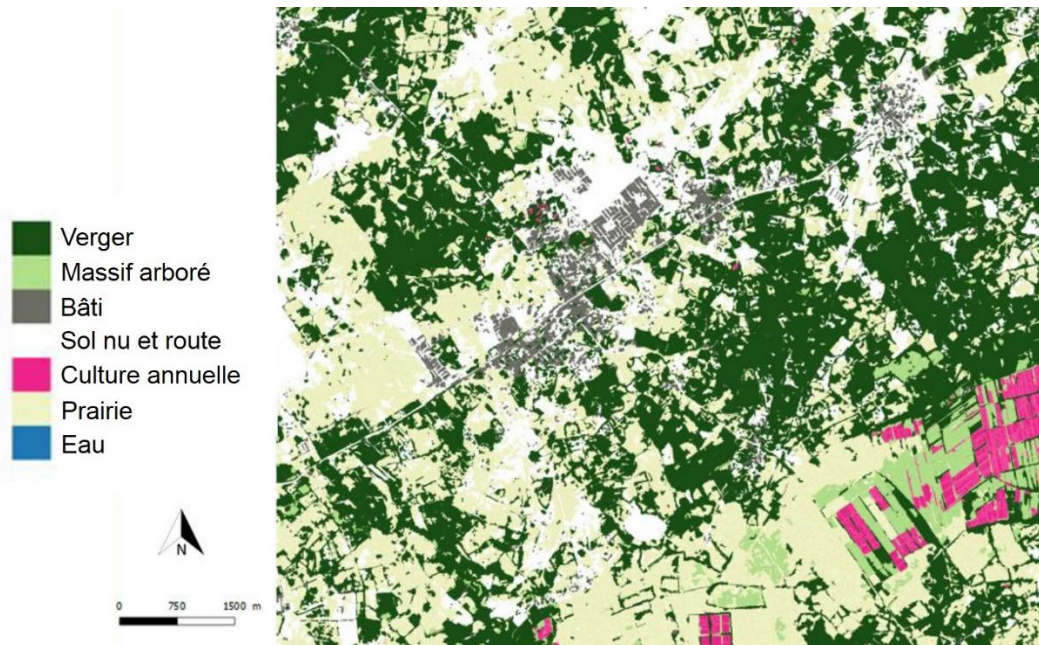 Verger
Massif arboré
Bâti
Sol nu et route
Culture annuelle
Prairie
Eau
N
0 750 1500 m